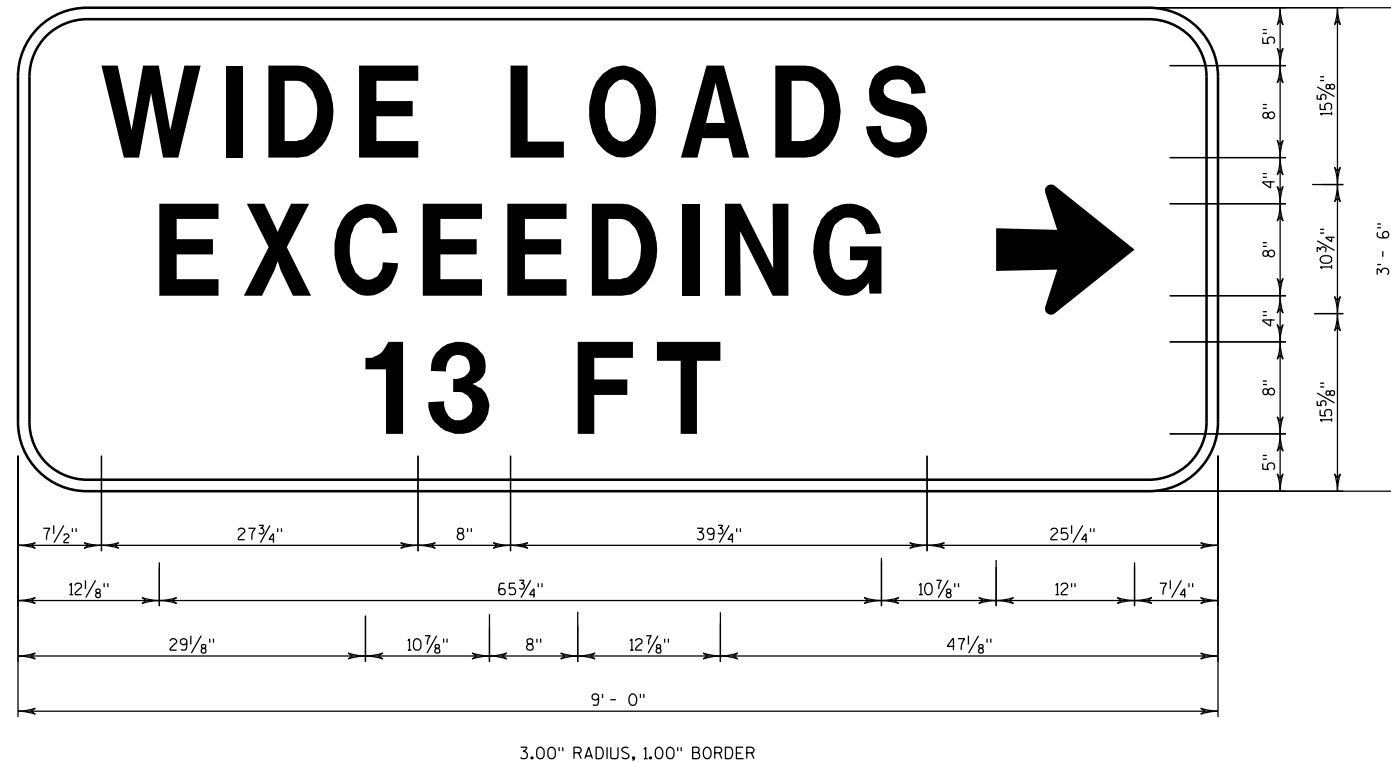 WIDE LOADS
EXCEEDING
13 FT
5"
8"
4"
8"
4"
8"
5"
15⅝"
10¾"
15⅝"
3' - 6"
7½" 27¾" 8" 39¾" 25¼"
12⅛" 65¾" 10⅞" 12" 7¼"
29⅛" 10⅞" 8" 12⅞" 47⅛"
9' - 0"
3.00" RADIUS, 1.00" BORDER